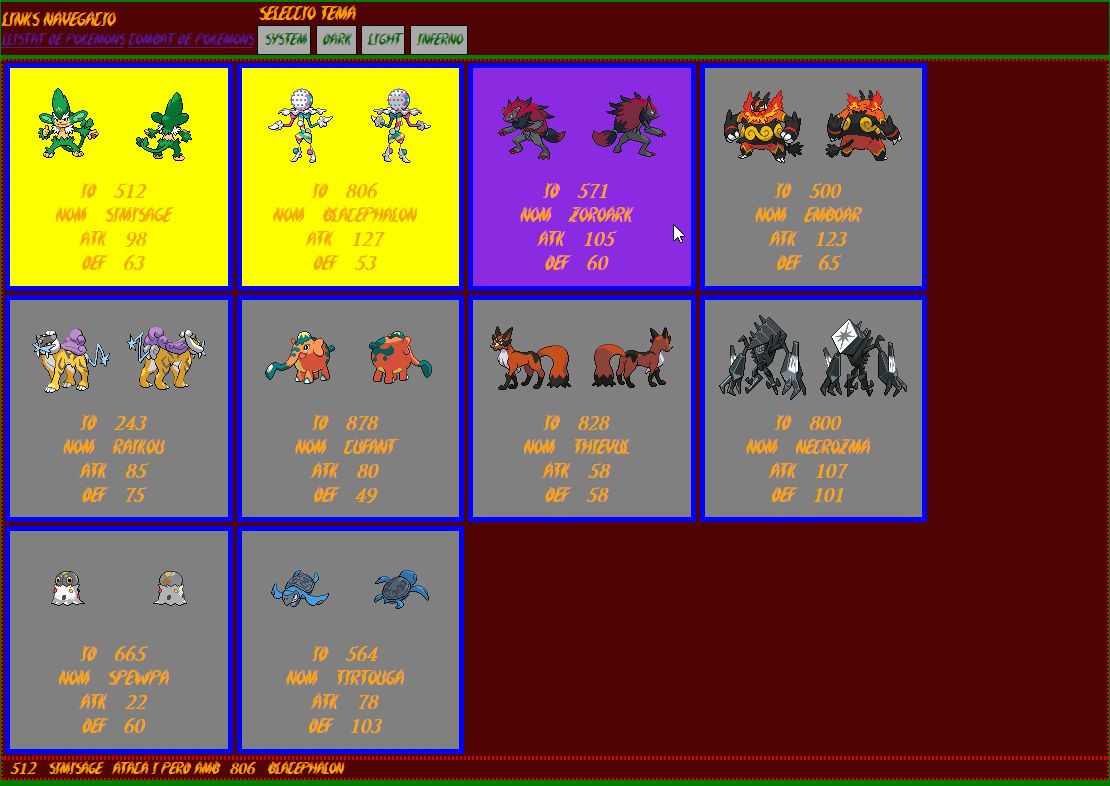 LINKS NAVEGACIO
LLISTAT DE POKEMONS COMBAT DE POKEMONS
SELECCIO TEMA
SYSTEM DARK LIGHT INFERNO
ID 512
NOM SIMISAGE
ATK 98
DEF 63
ID 806
NOM BLACEPHALON
ATK 127
DEF 53
ID 571
NOM ZOROARK
ATK 105
DEF 60
ID 500
NOM EMBOAR
ATK 123
DEF 65
ID 243
NOM RAIKOU
ATK 85
DEF 75
ID 878
NOM CUFANT
ATK 80
DEF 49
ID 828
NOM THIEVUL
ATK 58
DEF 58
ID 800
NOM NECROZMA
ATK 107
DEF 101
ID 665
NOM SPEWPA
ATK 22
DEF 60
ID 564
NOM TIRTOUGA
ATK 78
DEF 103
512 SIMISAGE ATACA I PERD AMB 806 BLACEPHALON